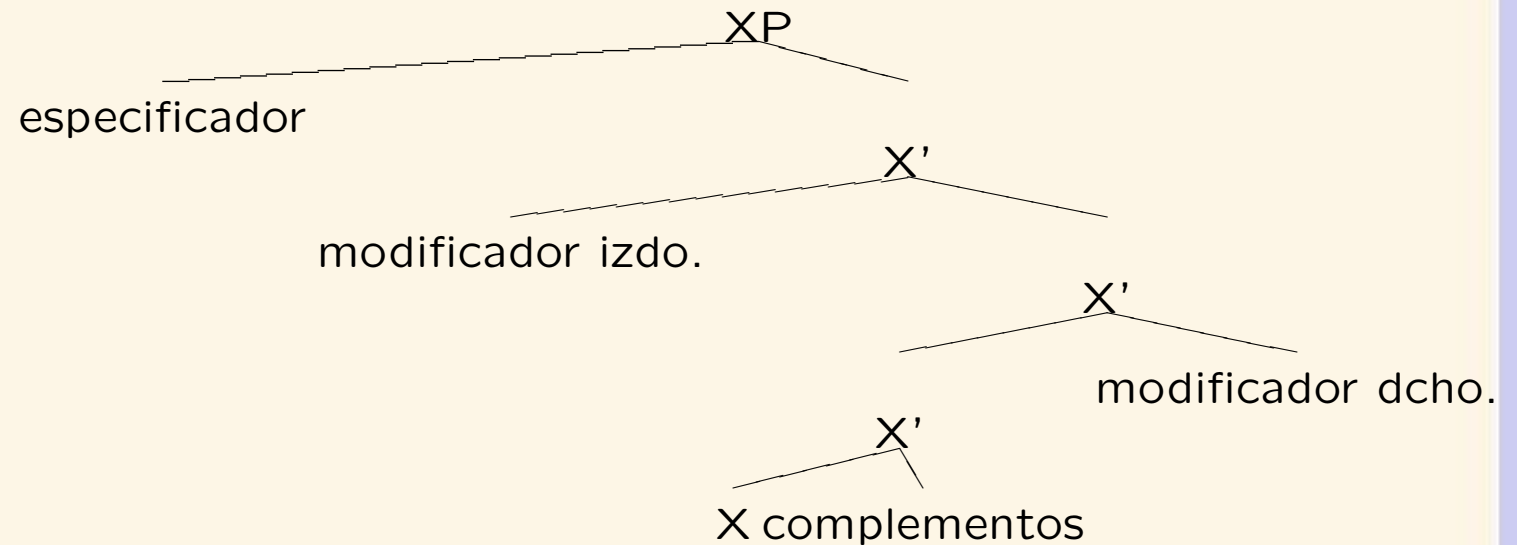 XP
especificador
X’
modificador izdo.
X’
modificador dcho.
X’
X complementos